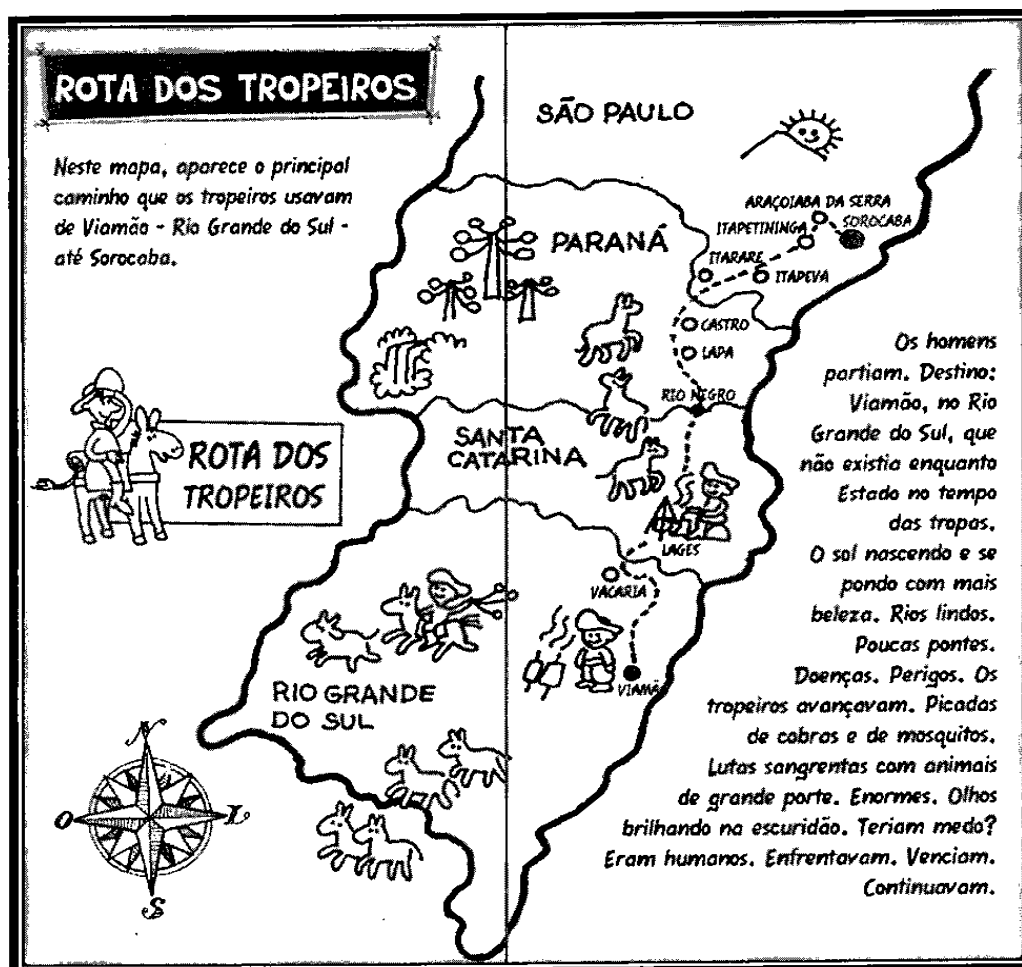 ROTA DOS TROPEIROS
Neste mapa, aparece o principal
caminho que os tropeiros usavam
de Viamão - Rio Grande do Sul -
até Sorocaba.
SÃO PAULO
ARAÇOIABA DA SERRA
ITAPETININGA
SOROCABA
PARANÁ
ITARARE
ITAPEVA
CASTRO
LAPA
RIO NEGRO
SANTA
CATARINA
ROTA DOS
TROPEIROS
LAGES
VACARIA
VIAMÃO
RIO GRANDE
DO SUL
N
O
L
S
Os homens
partiam. Destino:
Viamão, no Rio
Grande do Sul, que
não existia enquanto
Estado no tempo
das tropas.
O sol nascendo e se
pondo com mais
beleza. Rios lindos.
Poucas pontes.
Doenças. Perigos. Os
tropeiros avançavam. Picadas
de cobras e de mosquitos.
Lutas sangrentas com animais
de grande porte. Enormes. Olhos
brilhando na escuridão. Teriam medo?
Eram humanos. Enfrentavam. Venciam.
Continuavam.